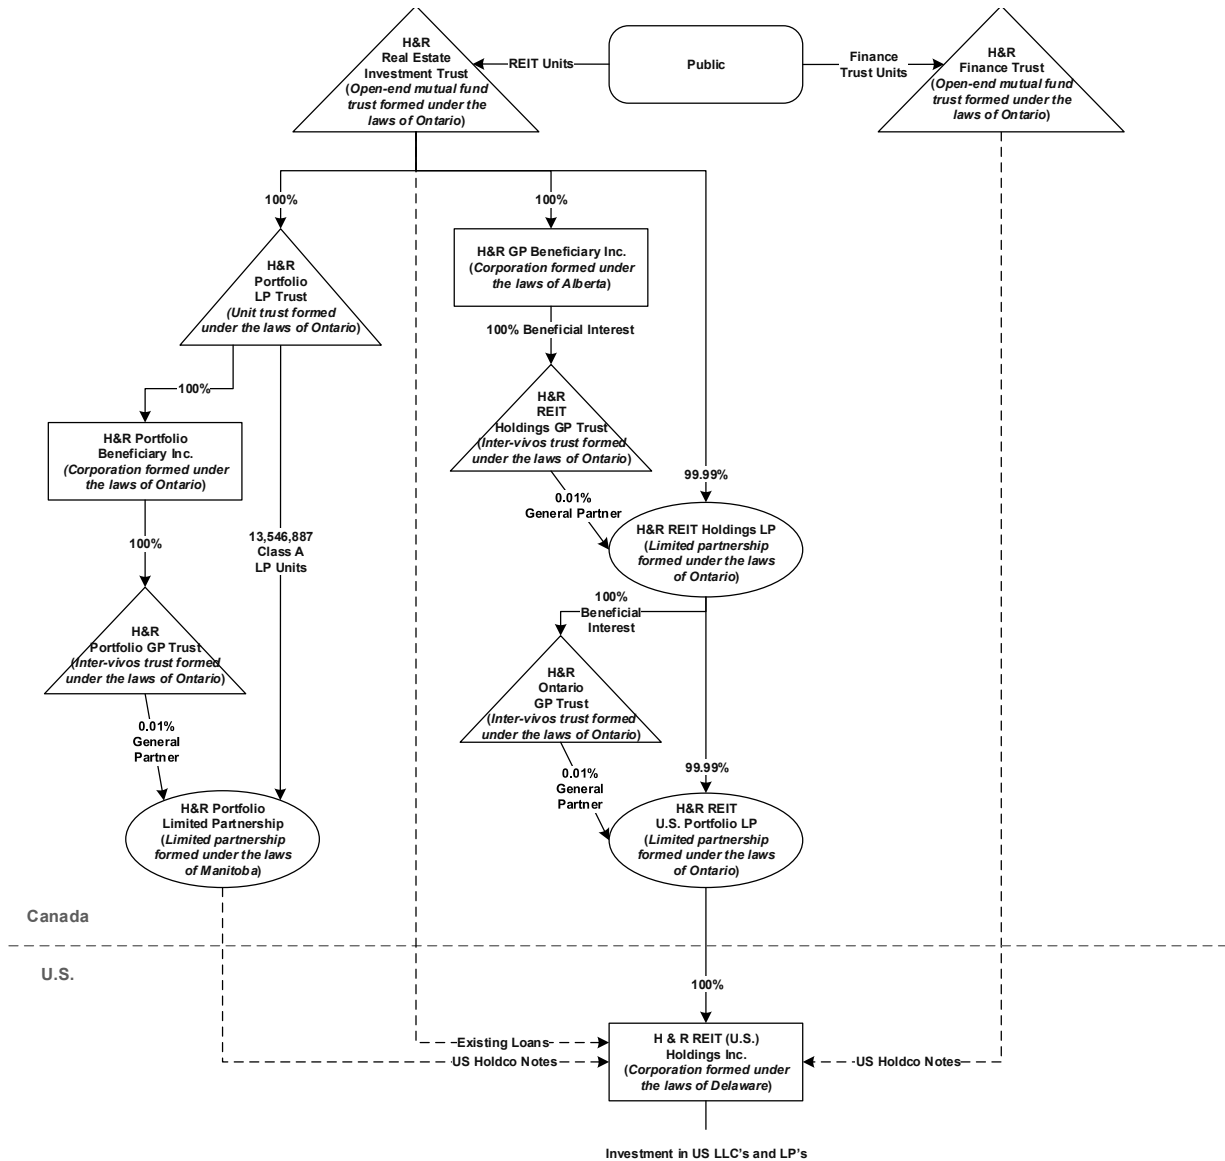 H&R
Real Estate
Investment Trust
(Open-end mutual fund
trust formed under the
laws of Ontario)
REIT Units
Public
Finance
Trust Units
H&R
Finance Trust
(Open-end mutual fund
trust formed under the
laws of Ontario)
100%
100%
H&R
Portfolio
LP Trust
(Unit trust formed
under the laws of Ontario)
H&R GP Beneficiary Inc.
(Corporation formed under
the laws of Alberta)
100% Beneficial Interest
100%
H&R
REIT
Holdings GP Trust
(Inter-vivos trust formed
under the laws of Ontario)
H&R Portfolio
Beneficiary Inc.
(Corporation formed under
the laws of Ontario)
99.99%
0.01%
General Partner
13,546,887
Class A
LP Units
100%
H&R REIT Holdings LP
(Limited partnership
formed under the laws
of Ontario)
100%
Beneficial
Interest
H&R
Portfolio GP Trust
(Inter-vivos trust formed
under the laws of Ontario)
H&R
Ontario
GP Trust
(Inter-vivos trust formed
under the laws of Ontario)
0.01%
General
Partner
99.99%
0.01%
General
Partner
H&R Portfolio
Limited Partnership
(Limited partnership
formed under the laws
of Manitoba)
H&R REIT
U.S. Portfolio LP
(Limited partnership
formed under the laws of
Ontario)
Canada
U.S.
100%
Existing Loans
US Holdco Notes
H & R REIT (U.S.)
Holdings Inc.
(Corporation formed under
the laws of Delaware)
US Holdco Notes
Investment in US LLC's and LP's